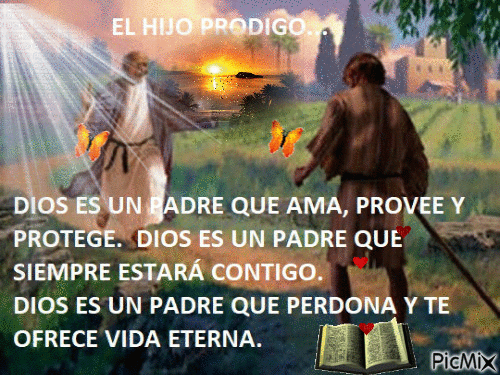 EL HIJO PRODIGO...
DIOS ES UN PADRE QUE AMA, PROVEE Y
PROTEGE. DIOS ES UN PADRE QUE
SIEMPRE ESTARÁ CONTIGO.
DIOS ES UN PADRE QUE PERDONA Y TE
OFRECE VIDA ETERNA.
PicMix